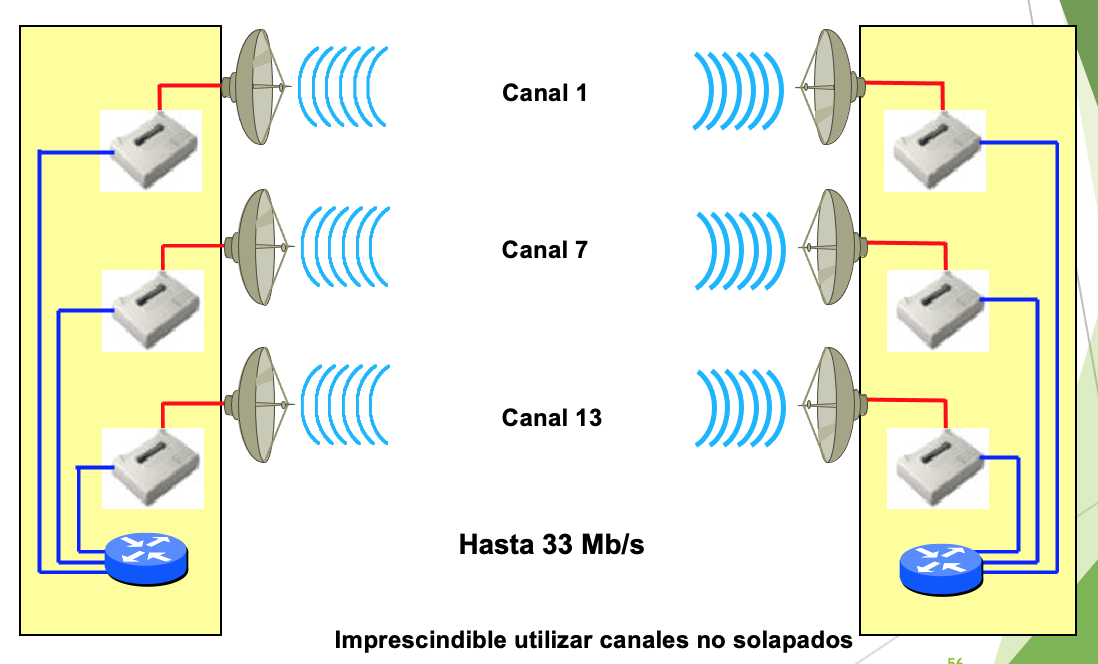 Canal 1
Canal 7
Canal 13
Hasta 33 Mb/s
Imprescindible utilizar canales no solapados
56